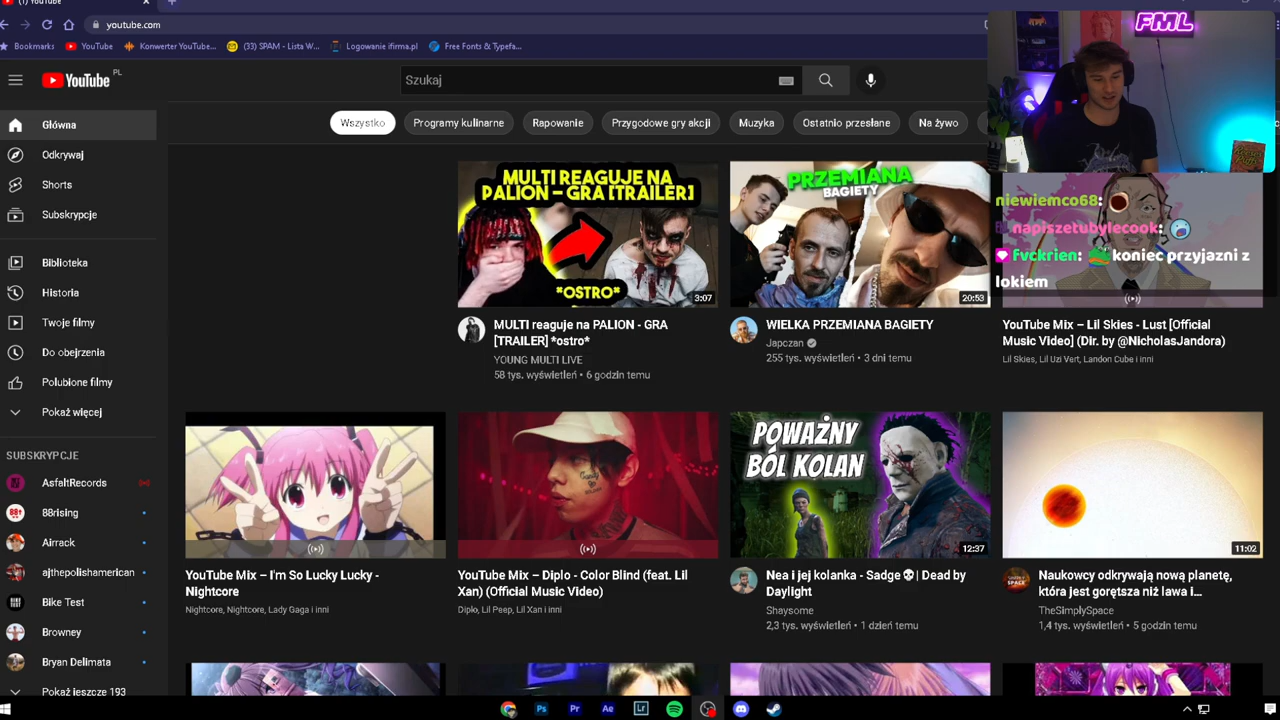 (1) YouTube
youtube.com
Bookmarks
YouTube
Konwerter YouTub...
(33) SPAM - Lista W...
Logowanie ifirma.pl
Free Fonts & Typefa...
YouTube PL
Szukaj
FML
Główna
Odkrywaj
Shorts
Subskrypcje
Biblioteka
Historia
Twoje filmy
Do obejrzenia
Polubione filmy
Pokaż więcej
SUBSKRYPCJE
AsfaltRecords
88rising
Airrack
ajthepolishamerican
Bike Test
Browney
Bryan Delimata
Pokaż jeszcze 193
Wszystko
Programy kulinarne
Rapowanie
Przygodowe gry akcji
Muzyka
Ostatnio przesłane
Na żywo
MULTI REAGUJE NA
PALION - GRA [TRAILER]
*OSTRO*
3:07
MULTI reaguje na PALION - GRA
[TRAILER] *ostro*
YOUNG MULTI LIVE
58 tys. wyświetleń • 6 godzin temu
PRZEMIANA
BAGIETY
20:53
WIELKA PRZEMIANA BAGIETY
Japczan
255 tys. wyświetleń • 3 dni temu
niewiemco68:
napiszetubylecook:
fvckrien: koniec przyjazni z
lokiem
YouTube Mix – Lil Skies - Lust [Official
Music Video] (Dir. by @NicholasJandora)
Lil Skies, Lil Uzi Vert, Landon Cube i inni
YouTube Mix – I'm So Lucky Lucky -
Nightcore
Nightcore, Nightcore, Lady Gaga i inni
YouTube Mix – Diplo - Color Blind (feat. Lil
Xan) (Official Music Video)
Diplo, Lil Peep, Lil Xan i inni
POWAŻNY
BÓL KOLAN
12:37
Nea i jej kolanka - Sadge 💀 | Dead by
Daylight
Shaysome
2,3 tys. wyświetleń • 1 dzień temu
11:02
Naukowcy odkrywają nową planetę,
która jest gorętsza niż lawa i...
TheSimplySpace
1,4 tys. wyświetleń • 5 godzin temu
Ps
Pr
Ae
Lr